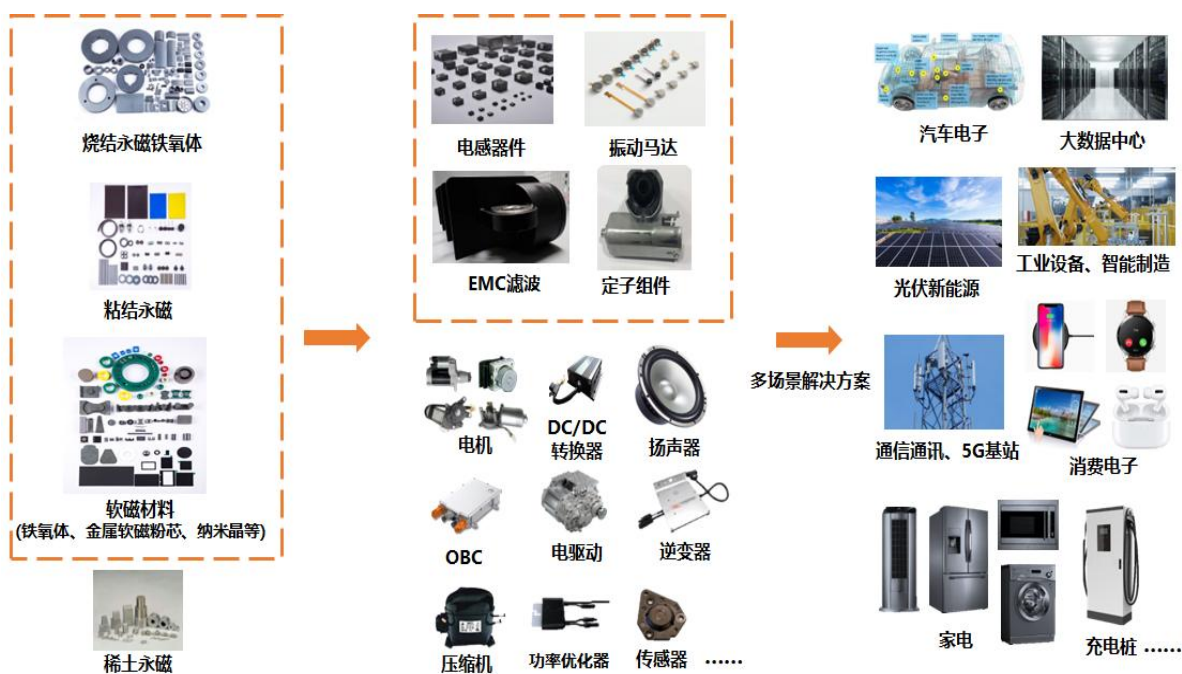 烧结永磁铁氧体
粘结永磁
软磁材料
(铁氧体、金属软磁粉芯、纳米晶等)
稀土永磁
电感器件
振动马达
EMC滤波
定子组件
电机
DC/DC
转换器
扬声器
OBC
电驱动
逆变器
压缩机
功率优化器
传感器
......
多场景解决方案
汽车电子
大数据中心
光伏新能源
工业设备、智能制造
通信通讯、5G基站
消费电子
家电
充电桩 ......